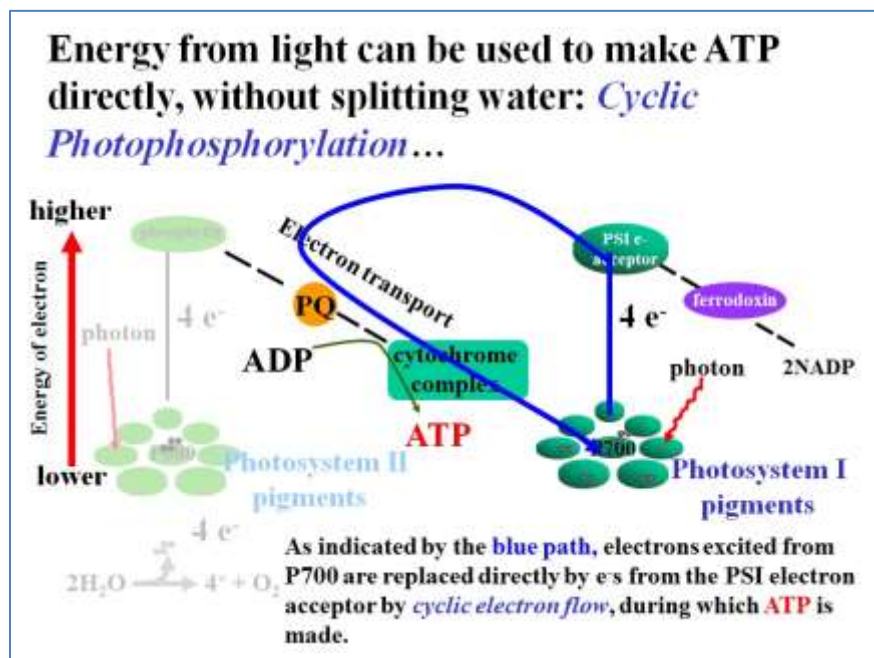 Energy from light can be used to make ATP
directly, without splitting water: Cyclic
Photophosphorylation…
higher
Energy of electron
lower
photon
4 e-
Electron transport
PQ
ADP
cytochrome
complex
ATP
PSI e-
acceptor
4 e-
ferrodoxin
photon
2NADP
P700
Photosystem II
pigments
Photosystem I
pigments
4 e-
2H₂O 4e- + O₂
As indicated by the blue path, electrons excited from
P700 are replaced directly by e-s from the PSI electron
acceptor by cyclic electron flow, during which ATP is
made.